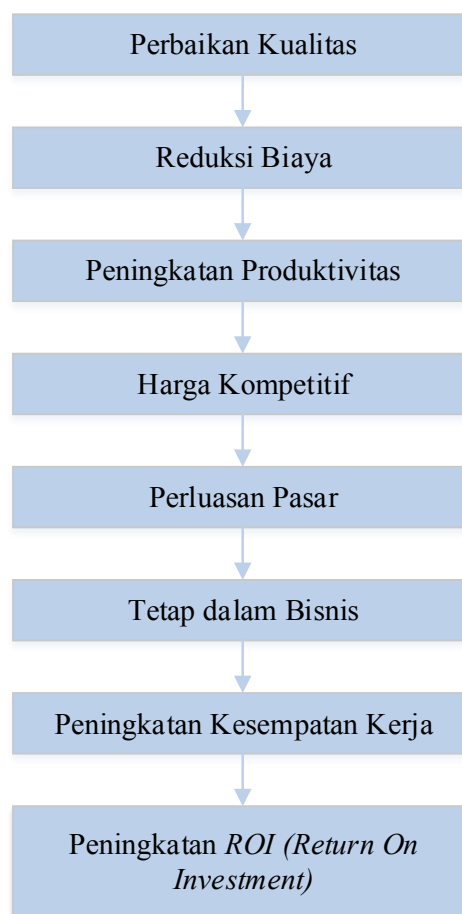 Perbaikan Kualitas
Reduksi Biaya
Peningkatan Produktivitas
Harga Kompetitif
Perluasan Pasar
Tetap dalam Bisnis
Peningkatan Kesempatan Kerja
Peningkatan ROI (Return On
Investment)